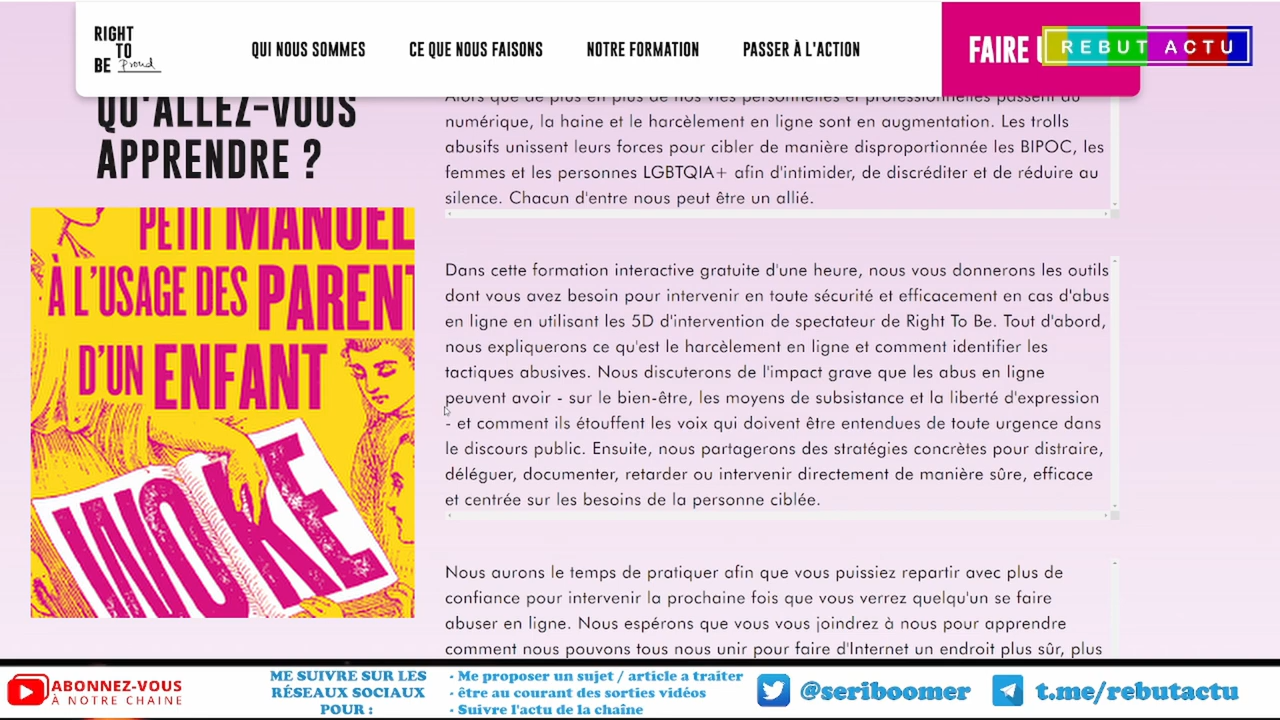 RIGHT
TO
BE proud
QUI NOUS SOMMES
CE QUE NOUS FAISONS
NOTRE FORMATION
PASSER À L'ACTION
FAIRE
REBUT ACTU
QU'ALLEZ-VOUS
APPRENDRE ?
PETIT MANUEL
À L'USAGE DES PARENT
D'UN ENFANT
WOKE
Alors que de plus en plus de nos vies personnelles et professionnelles passent au
numérique, la haine et le harcèlement en ligne sont en augmentation. Les trolls
abusifs unissent leurs forces pour cibler de manière disproportionnée les BIPOC, les
femmes et les personnes LGBTQIA+ afin d'intimider, de discréditer et de réduire au
silence. Chacun d'entre nous peut être un allié.
Dans cette formation interactive gratuite d'une heure, nous vous donnerons les outils
dont vous avez besoin pour intervenir en toute sécurité et efficacement en cas d'abus
en ligne en utilisant les 5D d'intervention de spectateur de Right To Be. Tout d'abord,
nous expliquerons ce qu'est le harcèlement en ligne et comment identifier les
tactiques abusives. Nous discuterons de l'impact grave que les abus en ligne
peuvent avoir - sur le bien-être, les moyens de subsistance et la liberté d'expression
- et comment ils étouffent les voix qui doivent être entendues de toute urgence dans
le discours public. Ensuite, nous partagerons des stratégies concrètes pour distraire,
déléguer, documenter, retarder ou intervenir directement de manière sûre, efficace
et centrée sur les besoins de la personne ciblée.
Nous aurons le temps de pratiquer afin que vous puissiez repartir avec plus de
confiance pour intervenir la prochaine fois que vous verrez quelqu'un se faire
abuser en ligne. Nous espérons que vous vous joindrez à nous pour apprendre
comment nous pouvons tous nous unir pour faire d'Internet un endroit plus sûr, plus
ABONNEZ-VOUS
À NOTRE CHAINE
ME SUIVRE SUR LES
RÉSEAUX SOCIAUX
POUR :
- Me proposer un sujet / article a traiter
- être au courant des sorties vidéos
- Suivre l'actu de la chaîne
@seriboomer
t.me/rebutactu